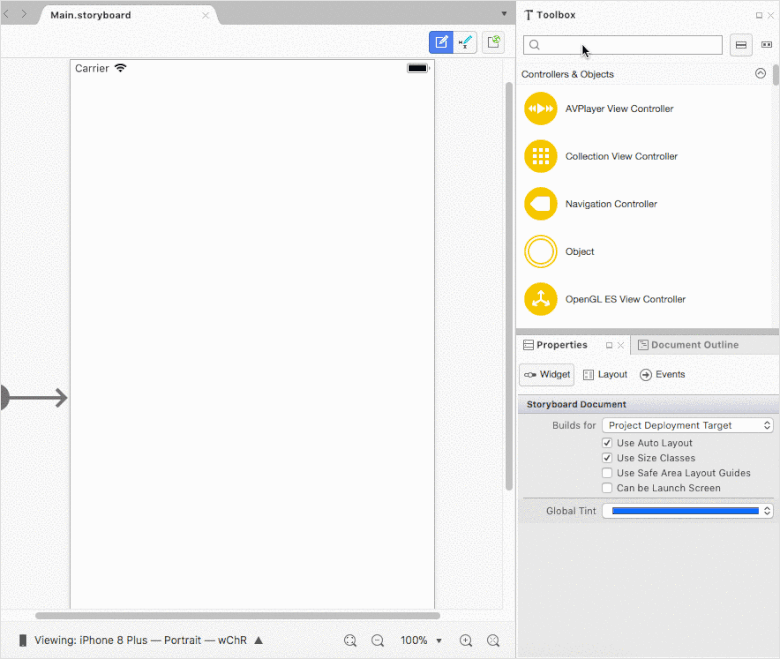 Main.storyboard
Carrier
Viewing: iPhone 8 Plus — Portrait — wChR
100%
Toolbox
Controllers & Objects
AVPlayer View Controller
Collection View Controller
Navigation Controller
Object
OpenGL ES View Controller
Properties
Document Outline
Widget
Layout
Events
Storyboard Document
Builds for Project Deployment Target
Use Auto Layout
Use Size Classes
Use Safe Area Layout Guides
Can be Launch Screen
Global Tint